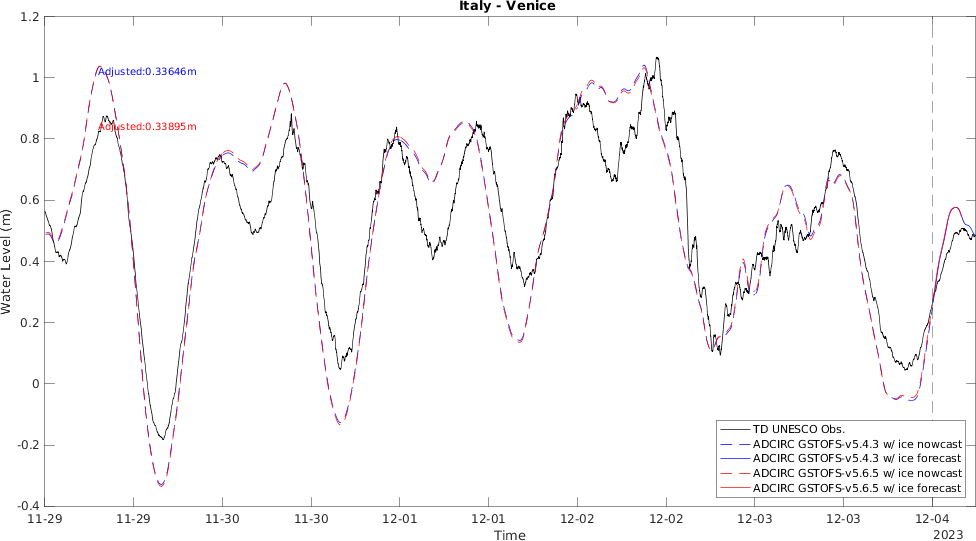 Italy - Venice
Water Level (m)
1.2
1
0.8
0.6
0.4
0.2
0
-0.2
-0.4
Adjusted:0.33646m
Adjusted:0.33895m
TD UNESCO Obs.
ADCIRC GSTOFS-v5.4.3 w/ ice nowcast
ADCIRC GSTOFS-v5.4.3 w/ ice forecast
ADCIRC GSTOFS-v5.6.5 w/ ice nowcast
ADCIRC GSTOFS-v5.6.5 w/ ice forecast
11-29 11-29 11-30 11-30 12-01 12-01 12-02 12-02 12-03 12-03 12-04
Time
2023